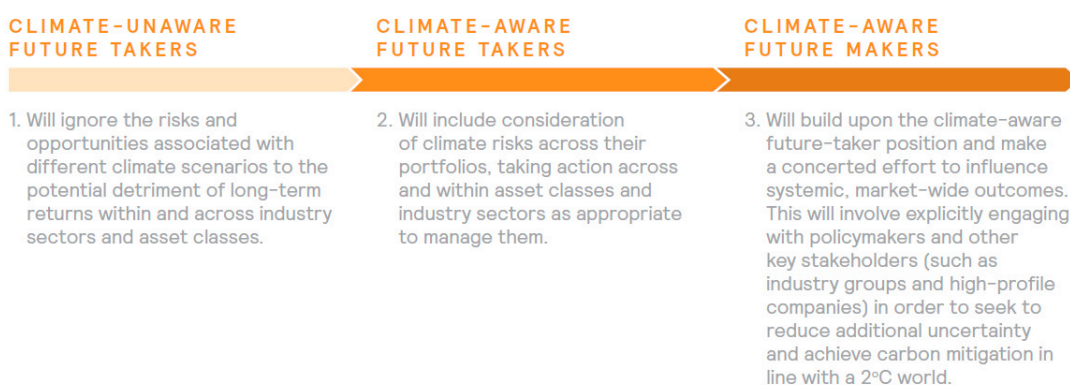 CLIMATE-UNAWARE
FUTURE TAKERS
1. Will ignore the risks and
opportunities associated with
different climate scenarios to the
potential detriment of long-term
returns within and across industry
sectors and asset classes.
CLIMATE-AWARE
FUTURE TAKERS
2. Will include consideration
of climate risks across their
portfolios, taking action across
and within asset classes and
industry sectors as appropriate
to manage them.
CLIMATE-AWARE
FUTURE MAKERS
3. Will build upon the climate-aware
future-taker position and make
a concerted effort to influence
systemic, market-wide outcomes.
This will involve explicitly engaging
with policymakers and other
key stakeholders (such as
industry groups and high-profile
companies) in order to seek to
reduce additional uncertainty
and achieve carbon mitigation in
line with a 2°C world.